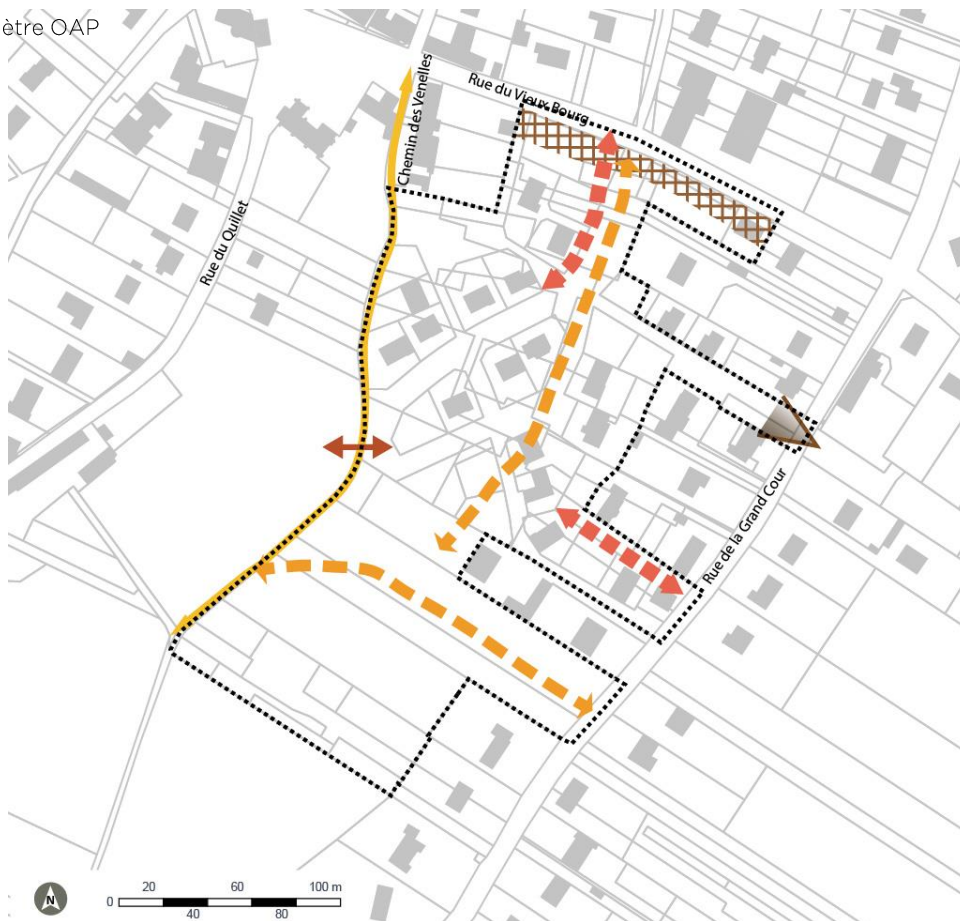 ètre OAP
Rue du Vieux Bourg
Chemin des Venelles
Rue du Quillet
Rue de la Grand Cour
N
0 20 40 60 80 100 m